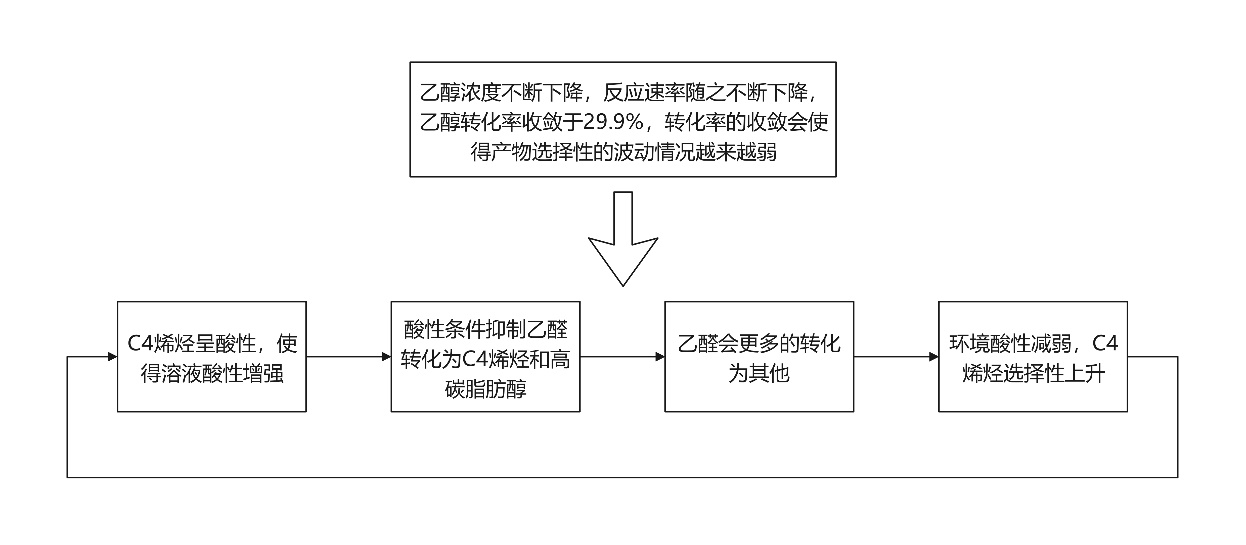 乙醇浓度不断下降，反应速率随之不断下降，
乙醇转化率收敛于29.9%，转化率的收敛会使
得产物选择性的波动情况越来越弱
C4烯烃呈酸性，使
得溶液酸性增强
酸性条件抑制乙醛
转化为C4烯烃和高
碳脂肪醇
乙醛会更多的转化
为其他
环境酸性减弱，C4
烯烃选择性上升